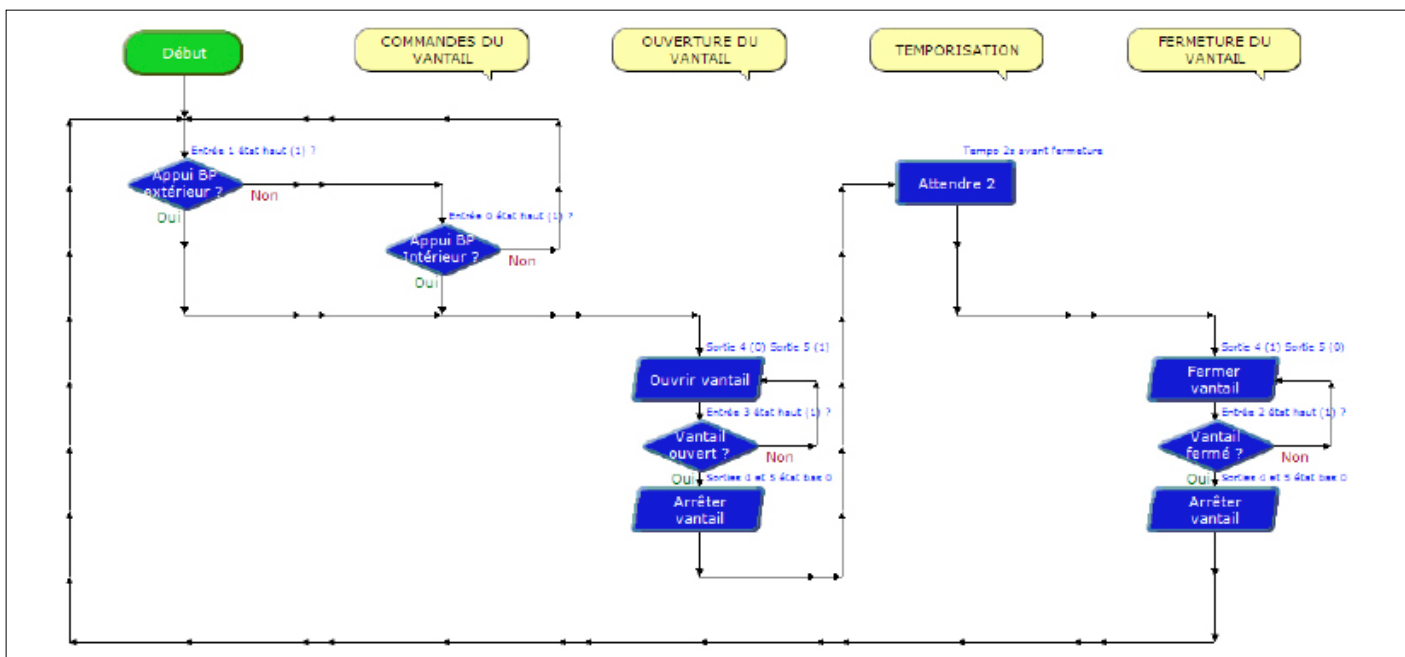 Début
COMMANDES DU
VANTAIL
OUVERTURE DU
VANTAIL
TEMPORISATION
FERMETURE DU
VANTAIL
Entrée 1 état haut (1) ?
Appui BP
extérieur ?
Non
Oui
Entrée 0 état haut (1) ?
Appui BP
Intérieur ?
Non
Oui
Sortie 4 (0) Sortie 5 (1)
Ouvrir vantail
Entrée 3 état haut (1) ?
Vantail
ouvert ?
Non
Oui
Sorties 4 et 5 état bas 0
Arrêter
vantail
Tempo 2s avant fermeture
Attendre 2
Sortie 4 (1) Sortie 5 (0)
Fermer
vantail
Entrée 2 état haut (1) ?
Vantail
fermé ?
Non
Oui
Sorties 4 et 5 état bas 0
Arrêter
vantail